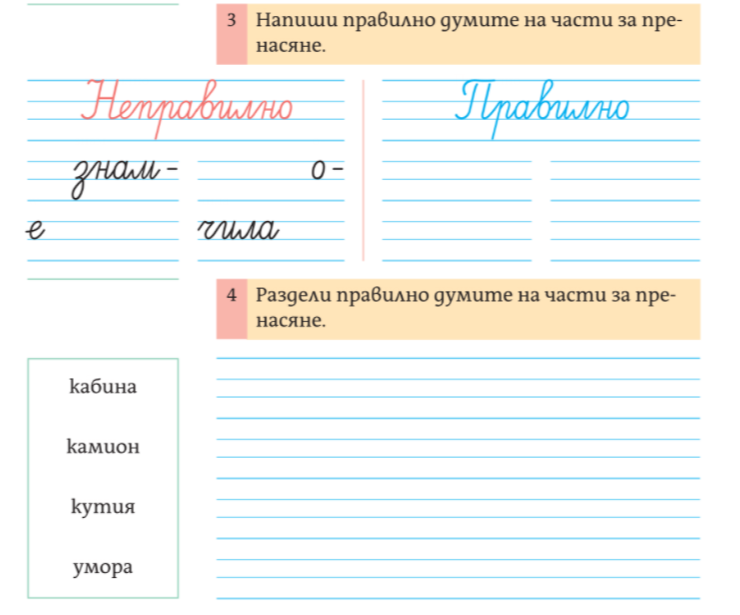 3 Напиши правилно думите на части за пре-
насяне.
Неправилно Правилно
знам- о-
е чила
4 Раздели правилно думите на части за пре-
насяне.
кабина
камион
кутия
умора